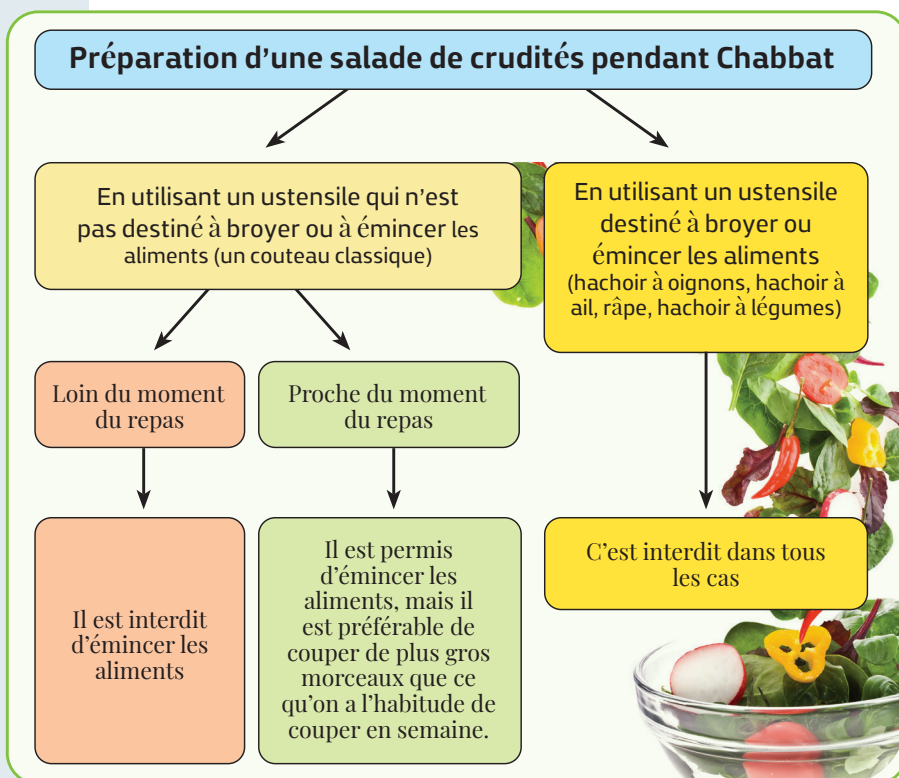 Préparation d'une salade de crudités pendant Chabbat
En utilisant un ustensile qui n'est
pas destiné à broyer ou à émincer les
aliments (un couteau classique)
En utilisant un ustensile
destiné à broyer ou
émincer les aliments
(hachoir à oignons, hachoir à
ail, râpe, hachoir à légumes)
Loin du moment
du repas
Proche du moment
du repas
Il est interdit
d'émincer les
aliments
Il est permis
d'émincer les
aliments, mais il
est préférable de
couper de plus gros
morceaux que ce
qu'on a l'habitude de
couper en semaine.
C'est interdit dans tous
les cas